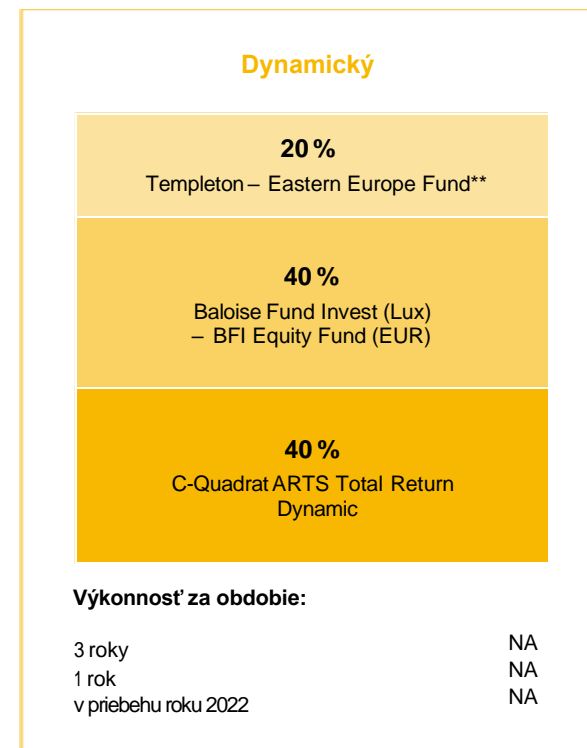 Dynamický
20 %
Templeton – Eastern Europe Fund**
40 %
Baloise Fund Invest (Lux)
– BFI Equity Fund (EUR)
40 %
C-Quadrat ARTS Total Return
Dynamic
Výkonnosť za obdobie:
3 roky NA
1 rok NA
v priebehu roku 2022 NA